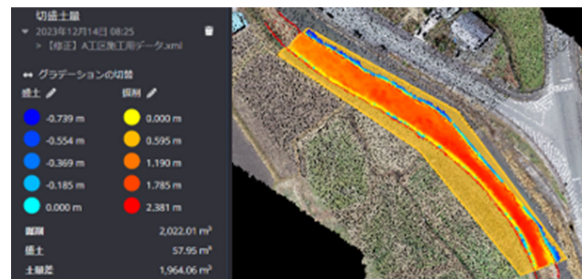 切盛土量
2023年12月14日 08:25
> 【修正】A工区施工用データ.xml
グラデーションの切替
盛土 掘削
-0.739 m 0.000 m
-0.554 m 0.595 m
-0.369 m 1.190 m
-0.185 m 1.785 m
0.000 m 2.381 m
掘削 2,022.01 m³
盛土 57.95 m³
土量差 1,964.06 m³